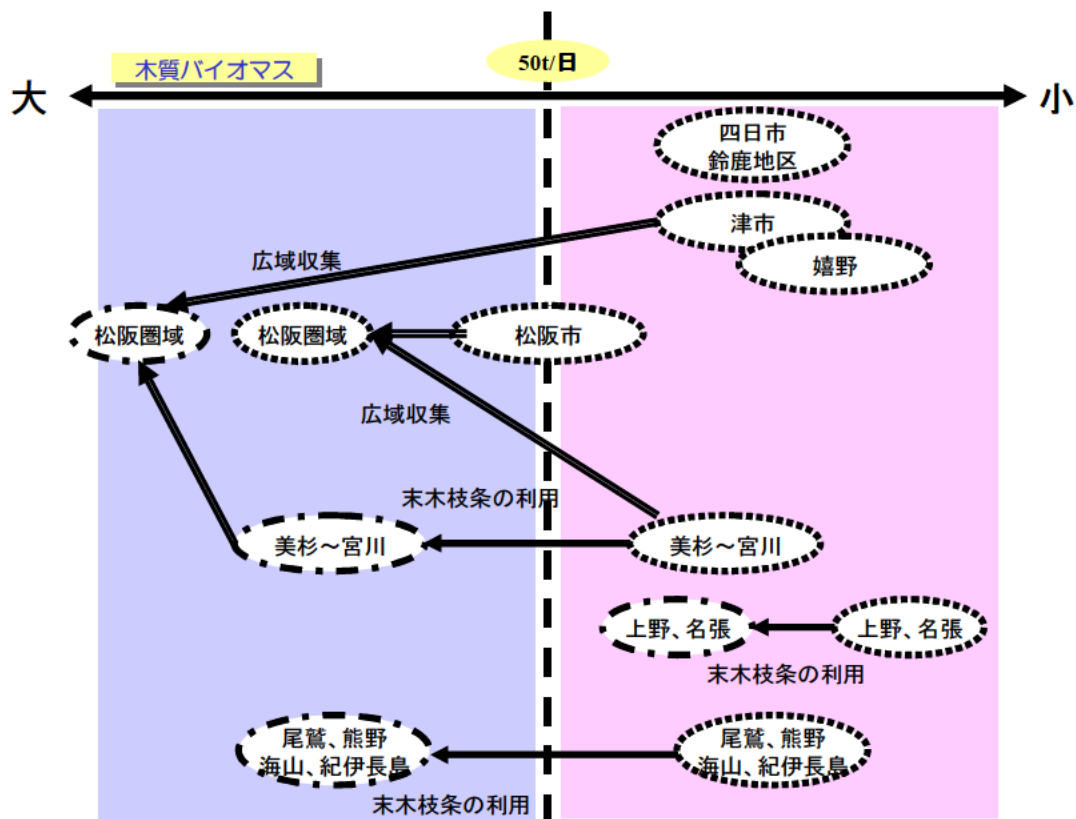 木質バイオマス
50t/日
大
小
四日市
鈴鹿地区
津市
嬉野
広域収集
松阪圏域
松阪圏域
松阪市
広域収集
末木枝条の利用
美杉～宮川
美杉～宮川
上野、名張
上野、名張
末木枝条の利用
尾鷲、熊野
海山、紀伊長島
尾鷲、熊野
海山、紀伊長島
末木枝条の利用